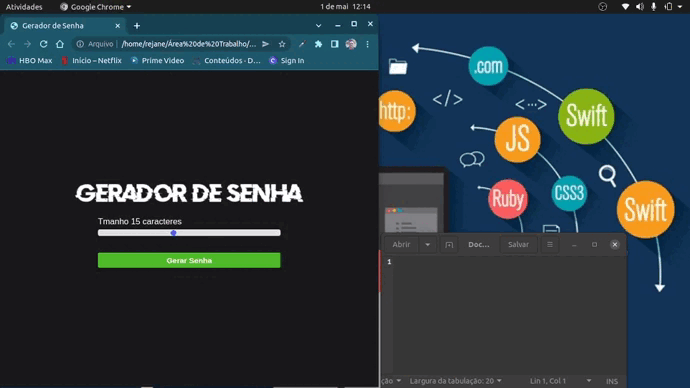 Atividades
Google Chrome
1 de mai 12:14
Gerador de Senha
Arquivo | /home/rejane/Área%20de%20Trabalho/...
HBO Max
Início – Netflix
Prime Video
Conteúdos · D...
Sign In
GERADOR DE SENHA
Tmanho 15 caracteres
Gerar Senha
.com
</>
<···>
http:
Swift
JS
CSS3
Ruby
Swift
Abrir
Doc...
Salvar
1
ção
Largura da tabulação: 20
Lin 1, Col 1
INS